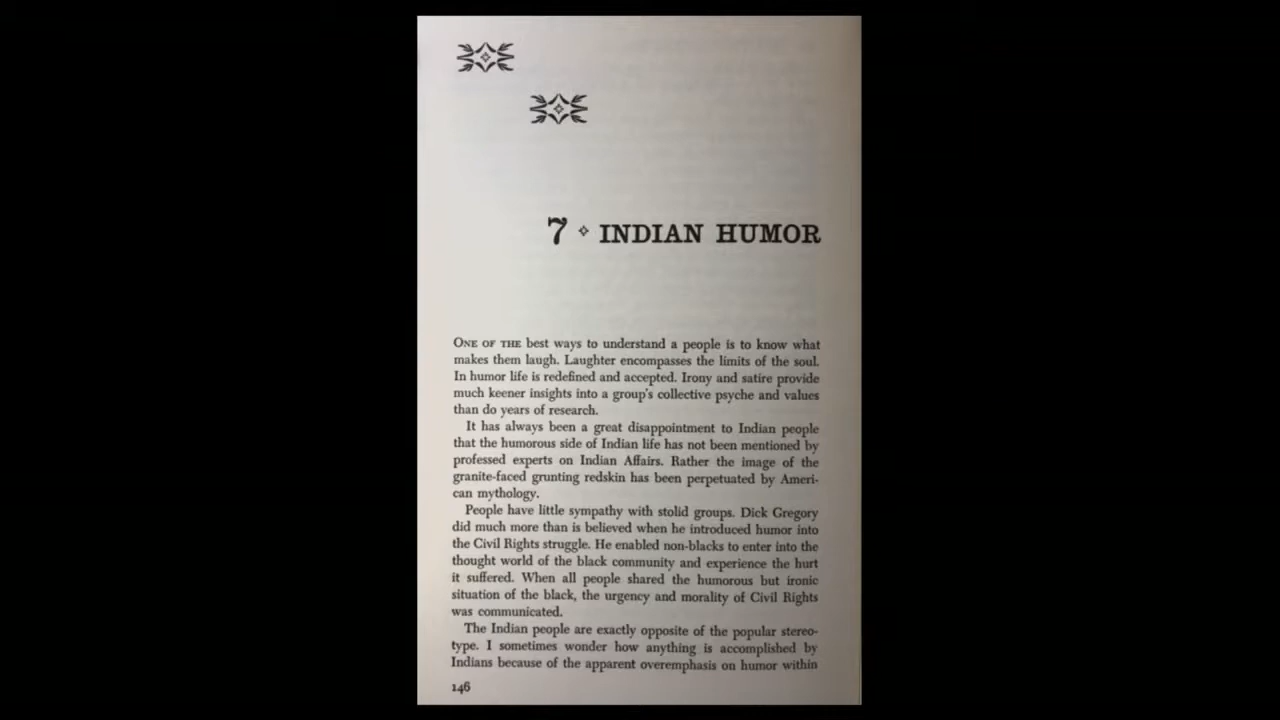 7 ⟡ INDIAN HUMOR
ONE OF THE best ways to understand a people is to know what
makes them laugh. Laughter encompasses the limits of the soul.
In humor life is redefined and accepted. Irony and satire provide
much keener insights into a group's collective psyche and values
than do years of research.
It has always been a great disappointment to Indian people
that the humorous side of Indian life has not been mentioned by
professed experts on Indian Affairs. Rather the image of the
granite-faced grunting redskin has been perpetuated by Ameri-
can mythology.
People have little sympathy with stolid groups. Dick Gregory
did much more than is believed when he introduced humor into
the Civil Rights struggle. He enabled non-blacks to enter into the
thought world of the black community and experience the hurt
it suffered. When all people shared the humorous but ironic
situation of the black, the urgency and morality of Civil Rights
was communicated.
The Indian people are exactly opposite of the popular stereo-
type. I sometimes wonder how anything is accomplished by
Indians because of the apparent overemphasis on humor within
146